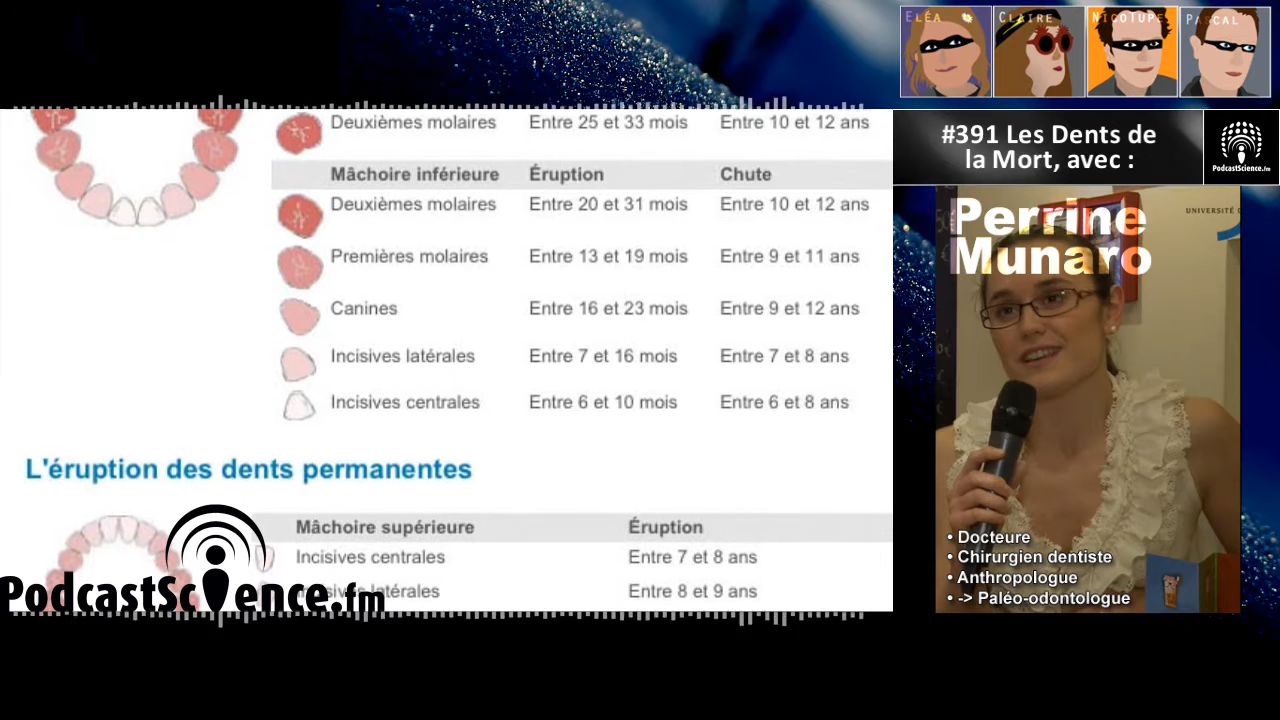 ELÉA
CLAIRE
NICOTUPE
PASCAL
#391 Les Dents de
la Mort, avec :
PodcastScience.fm
Perrine
Munaro
UNIVERSITÉ
• Docteure
• Chirurgien dentiste
• Anthropologue
• -> Paléo-odontologue
Deuxièmes molaires Entre 25 et 33 mois Entre 10 et 12 ans
Mâchoire inférieure Éruption Chute
Deuxièmes molaires Entre 20 et 31 mois Entre 10 et 12 ans
Premières molaires Entre 13 et 19 mois Entre 9 et 11 ans
Canines Entre 16 et 23 mois Entre 9 et 12 ans
Incisives latérales Entre 7 et 16 mois Entre 7 et 8 ans
Incisives centrales Entre 6 et 10 mois Entre 6 et 8 ans
L'éruption des dents permanentes
Mâchoire supérieure Éruption
Incisives centrales Entre 7 et 8 ans
Incisives latérales Entre 8 et 9 ans
PodcastScience.fm